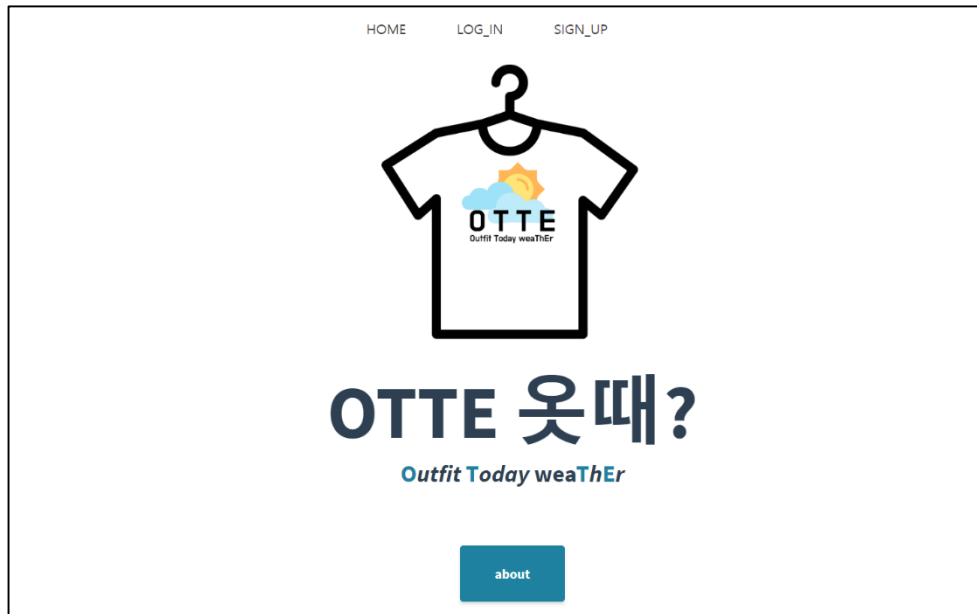 HOME LOG_IN SIGN_UP
OTTE
Outfit Today weaThEr
OTTE 옷때?
Outfit Today weaThEr
about